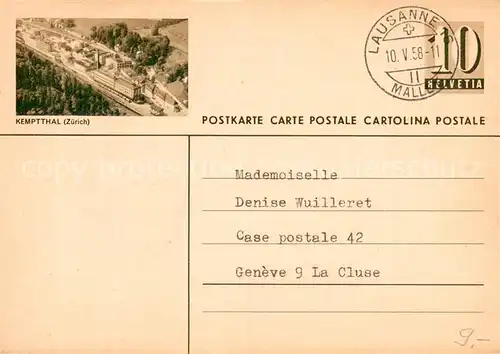 LAUSANNE
10. V. 58-11
11
MALLEY
10
HELVETIA
KEMPTTHAL (Zürich)
POSTKARTE CARTE POSTALE CARTOLINA POSTALE
Mademoiselle
Denise Wuilleret
Case postale 42
Genève 9 La Cluse
9.-